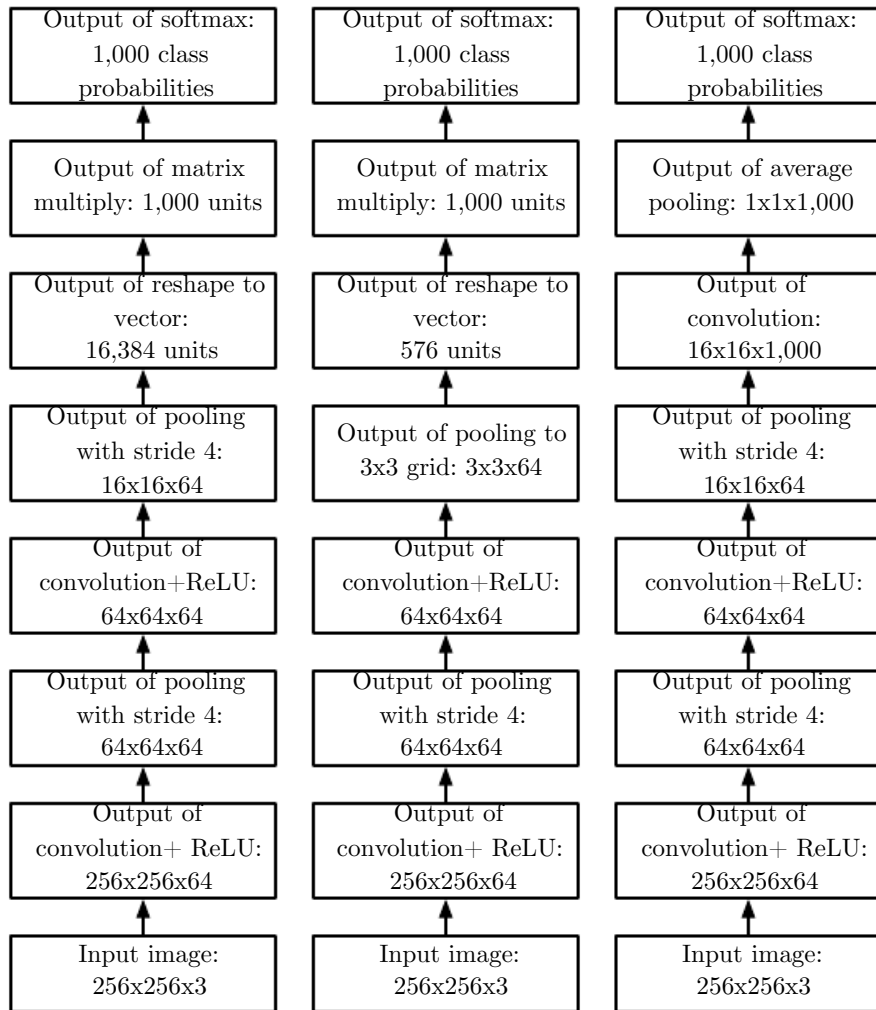 Output of softmax:
1,000 class
probabilities
Output of matrix
multiply: 1,000 units
Output of reshape to
vector:
16,384 units
Output of pooling
with stride 4:
16x16x64
Output of
convolution+ReLU:
64x64x64
Output of pooling
with stride 4:
64x64x64
Output of
convolution+ ReLU:
256x256x64
Input image:
256x256x3
Output of softmax:
1,000 class
probabilities
Output of matrix
multiply: 1,000 units
Output of reshape to
vector:
576 units
Output of pooling to
3x3 grid: 3x3x64
Output of
convolution+ReLU:
64x64x64
Output of pooling
with stride 4:
64x64x64
Output of
convolution+ ReLU:
256x256x64
Input image:
256x256x3
Output of softmax:
1,000 class
probabilities
Output of average
pooling: 1x1x1,000
Output of
convolution:
16x16x1,000
Output of pooling
with stride 4:
16x16x64
Output of
convolution+ReLU:
64x64x64
Output of pooling
with stride 4:
64x64x64
Output of
convolution+ ReLU:
256x256x64
Input image:
256x256x3